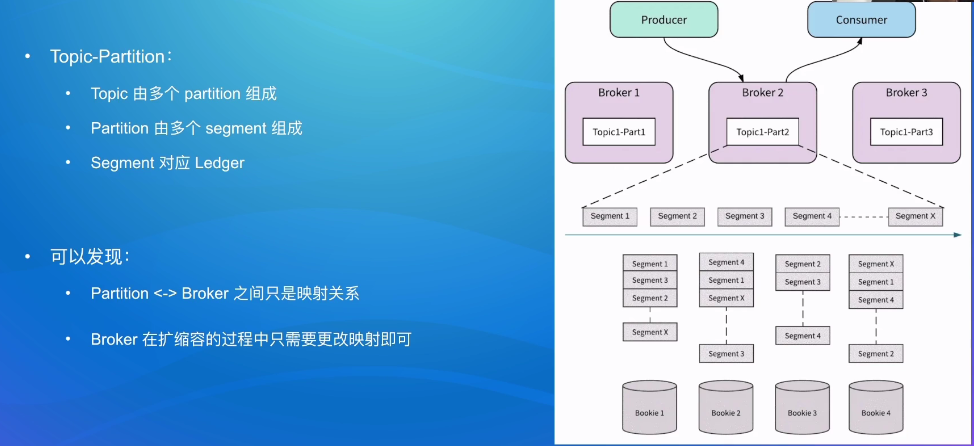 Topic-Partition：
Topic 由多个 partition 组成
Partition 由多个 segment 组成
Segment 对应 Ledger
可以发现：
Partition <-> Broker 之间只是映射关系
Broker 在扩缩容的过程中只需要更改映射即可
Producer
Consumer
Broker 1
Broker 2
Broker 3
Topic1-Part1
Topic1-Part2
Topic1-Part3
Segment 1
Segment 2
Segment 3
Segment 4
Segment X
Segment 1
Segment 3
Segment 2
Segment X
Segment 4
Segment 1
Segment X
Segment 3
Segment 2
Segment 3
Segment 4
Segment X
Segment 1
Segment 4
Segment 2
Bookie 1
Bookie 2
Bookie 3
Bookie 4